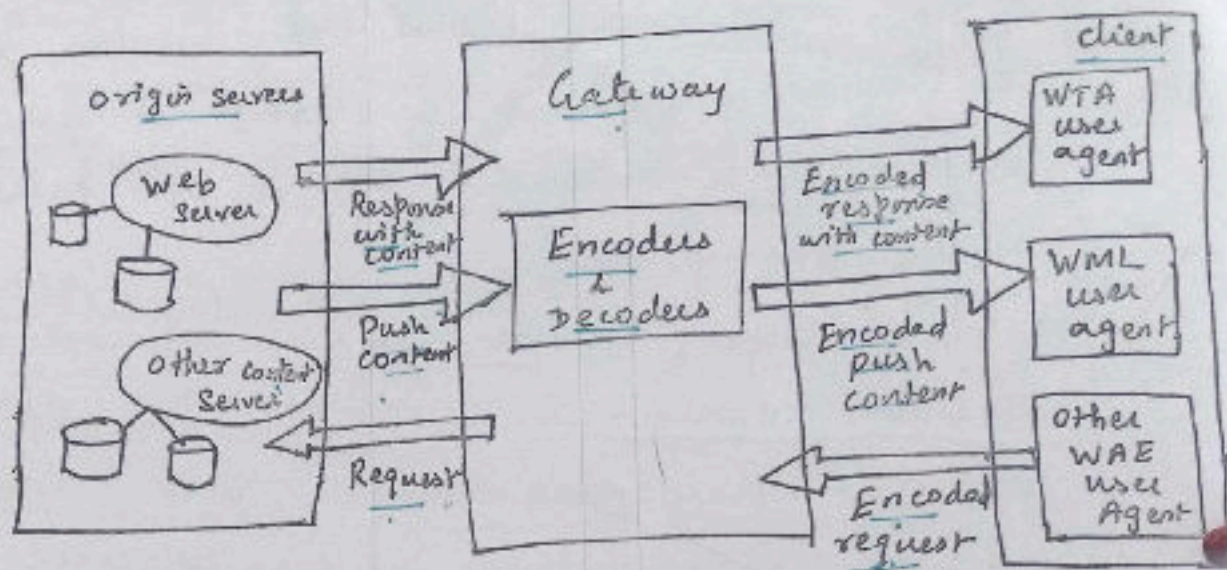 origin servers
Web
server
Other content
Server
Response
with
content
Push
content
Request
Gateway
Encoders
&
Decoders
Encoded
response
with content
Encoded
push
content
Encoded
request
client
WTA
user
agent
WML
user
agent
Other
WAE
user
Agent